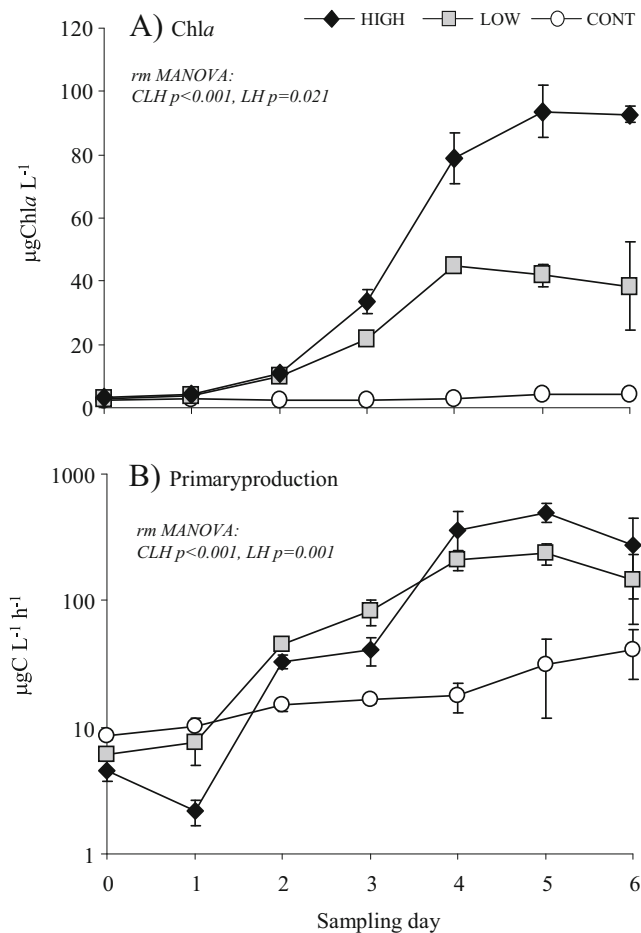 HIGH LOW CONT
A) Chla
rm MANOVA:
CLH p<0.001, LH p=0.021
120
100
80
60
40
20
0
µgChla L-1
B) Primaryproduction
rm MANOVA:
CLH p<0.001, LH p=0.001
1000
100
10
1
µgC L-1 h-1
0 1 2 3 4 5 6
Sampling day